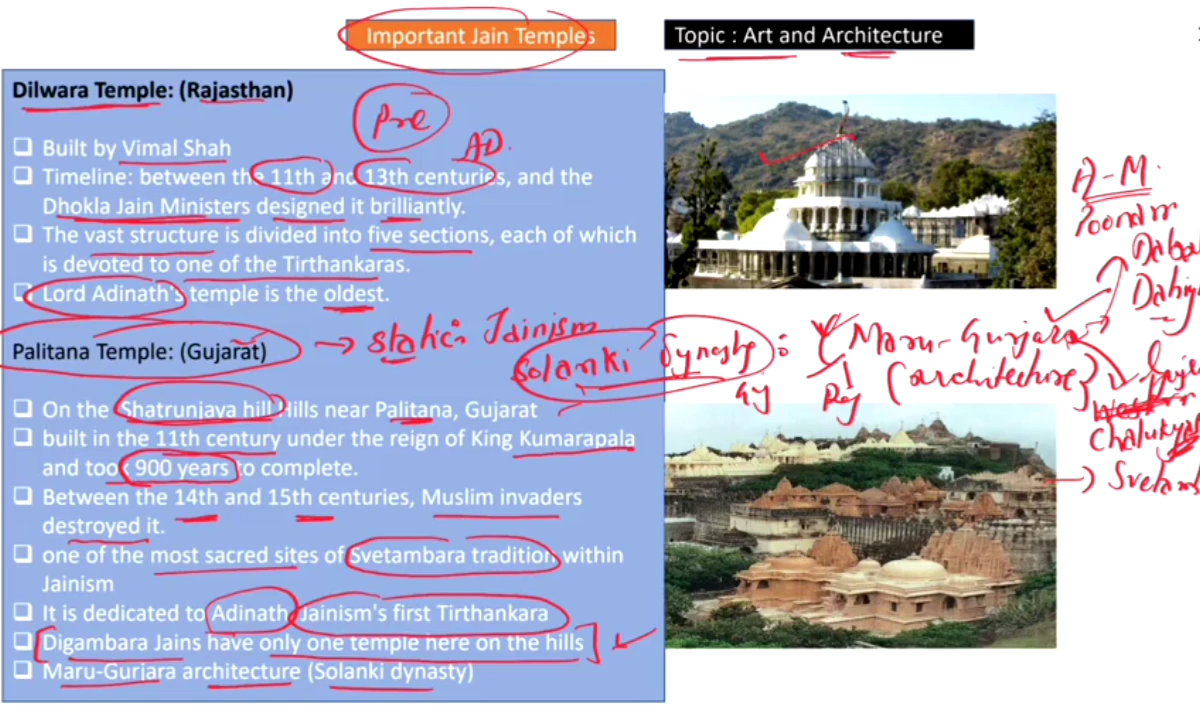 Important Jain Temples
Topic : Art and Architecture
Dilwara Temple: (Rajasthan)
Pre
AD.
❑ Built by Vimal Shah
❑ Timeline: between the 11th and 13th centuries, and the
Dhokla Jain Ministers designed it brilliantly.
❑ The vast structure is divided into five sections, each of which
is devoted to one of the Tirthankaras.
❑ Lord Adinath's temple is the oldest.
A-M.
Palitana Temple: (Gujarat)
→ static: Jainism
Solanki Dynasty :
Maru-Gurjara
(architecture)
Gy
Raj
Chalukya
→ Svetam
❑ On the Shatrunjaya hill Hills near Palitana, Gujarat
❑ built in the 11th century under the reign of King Kumarapala
and took 900 years to complete.
❑ Between the 14th and 15th centuries, Muslim invaders
destroyed it.
❑ one of the most sacred sites of Svetambara tradition within
Jainism
❑ It is dedicated to Adinath Jainism's first Tirthankara
❑ Digambara Jains have only one temple here on the hills
❑ Maru-Gurjara architecture (Solanki dynasty)